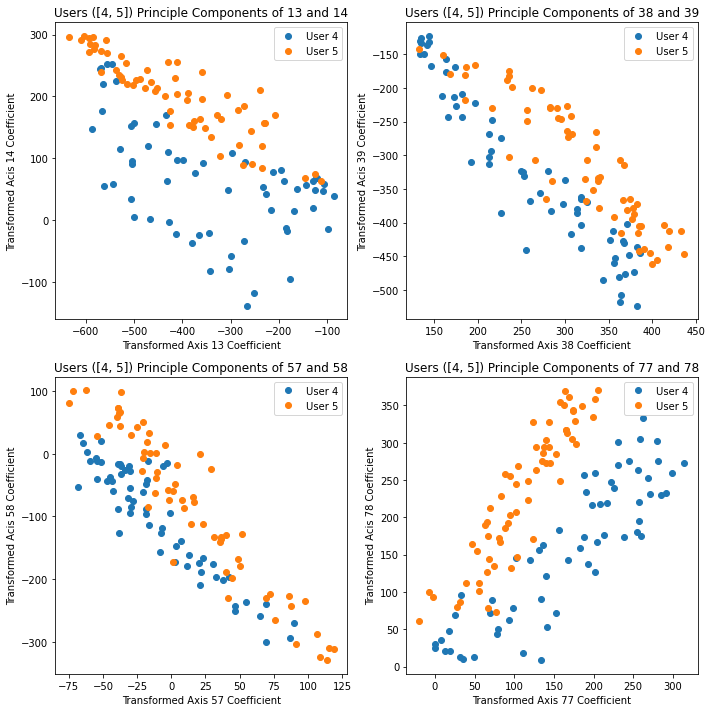 Users ([4, 5]) Principle Components of 13 and 14
Users ([4, 5]) Principle Components of 38 and 39
User 4
User 5
User 4
User 5
Transformed Acis 14 Coefficient
300
200
100
0
−100
−600
−500
−400
−300
−200
−100
Transformed Axis 13 Coefficient
Transformed Acis 39 Coefficient
−100
−150
−200
−250
−300
−350
−400
−450
−500
150
200
250
300
350
400
450
Transformed Axis 38 Coefficient
Users ([4, 5]) Principle Components of 57 and 58
Users ([4, 5]) Principle Components of 77 and 78
User 4
User 5
User 4
User 5
Transformed Acis 58 Coefficient
100
0
−100
−200
−300
−75
−50
−25
0
25
50
75
100
125
Transformed Axis 57 Coefficient
Transformed Acis 78 Coefficient
350
300
250
200
150
100
50
0
0
50
100
150
200
250
300
Transformed Axis 77 Coefficient